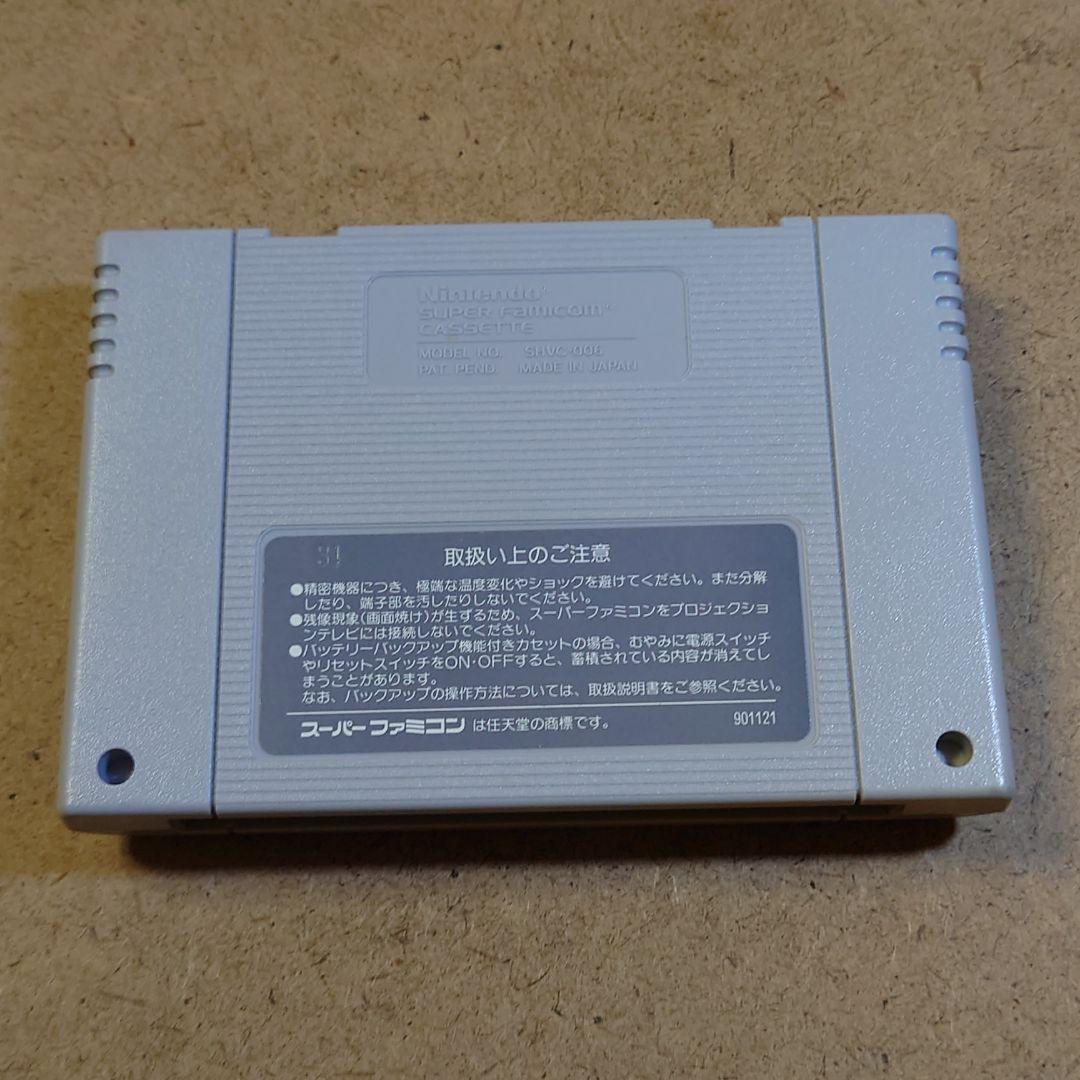 Nintendo®
SUPER FAMICOM™
CASSETTE
MODEL NO. SHVC-006
PAT. PEND. MADE IN JAPAN
取扱い上のご注意
●精密機器につき、極端な温度変化やショックを避けてください。また分解
したり、端子部を汚したりしないでください。
●残像現象(画面焼け)が生ずるため、スーパーファミコンをプロジェクショ
ンテレビには接続しないでください。
●バッテリーバックアップ機能付きカセットの場合、むやみに電源スイッチ
やリセットスイッチをON・OFFすると、蓄積されている内容が消えてし
まうことがあります。
なお、バックアップの操作方法については、取扱説明書をご参照ください。
スーパーファミコン は任天堂の商標です。 901121